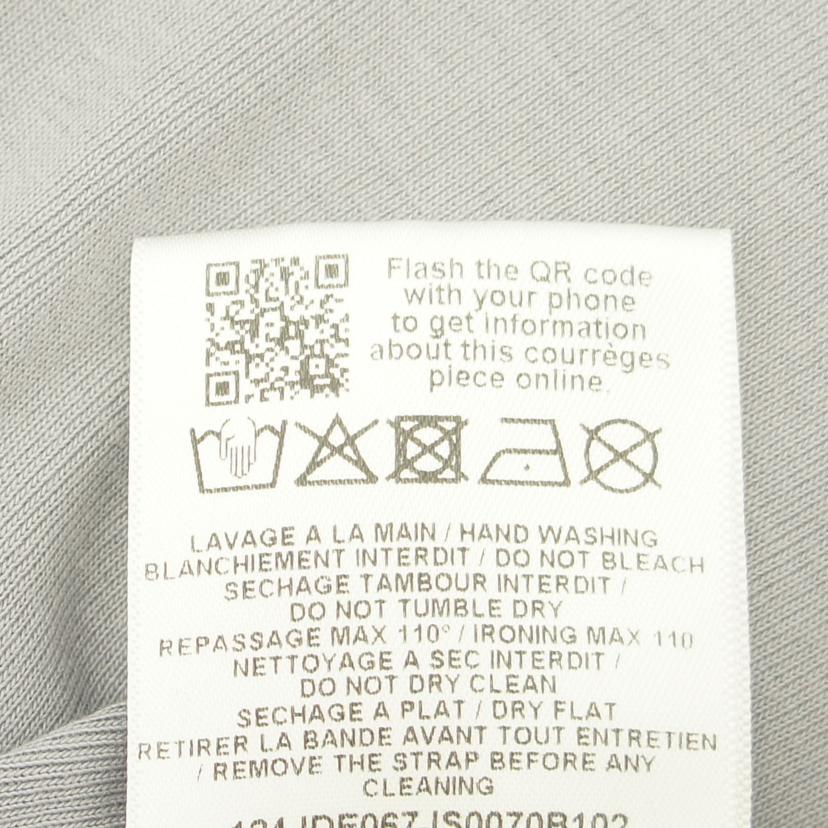 Flash the QR code
with your phone
to get information
about this courrèges
piece online.
LAVAGE A LA MAIN / HAND WASHING
BLANCHIEMENT INTERDIT / DO NOT BLEACH
SECHAGE TAMBOUR INTERDIT /
DO NOT TUMBLE DRY
REPASSAGE MAX 110° / IRONING MAX 110
NETTOYAGE A SEC INTERDIT /
DO NOT DRY CLEAN
SECHAGE A PLAT / DRY FLAT
RETIRER LA BANDE AVANT TOUT ENTRETIEN
/ REMOVE THE STRAP BEFORE ANY
CLEANING